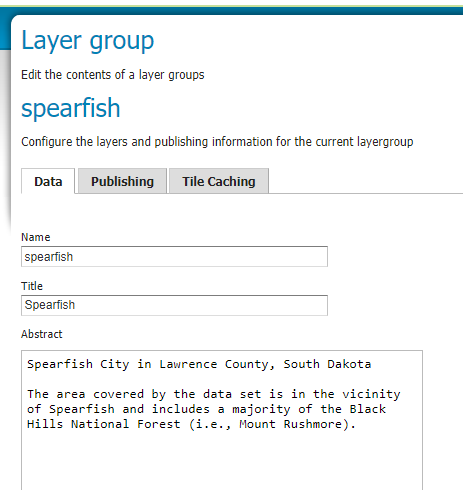 Layer group
Edit the contents of a layer groups
spearfish
Configure the layers and publishing information for the current layergroup
Data Publishing Tile Caching
Name
spearfish
Title
Spearfish
Abstract
Spearfish City in Lawrence County, South Dakota
The area covered by the data set is in the vicinity
of Spearfish and includes a majority of the Black
Hills National Forest (i.e., Mount Rushmore).